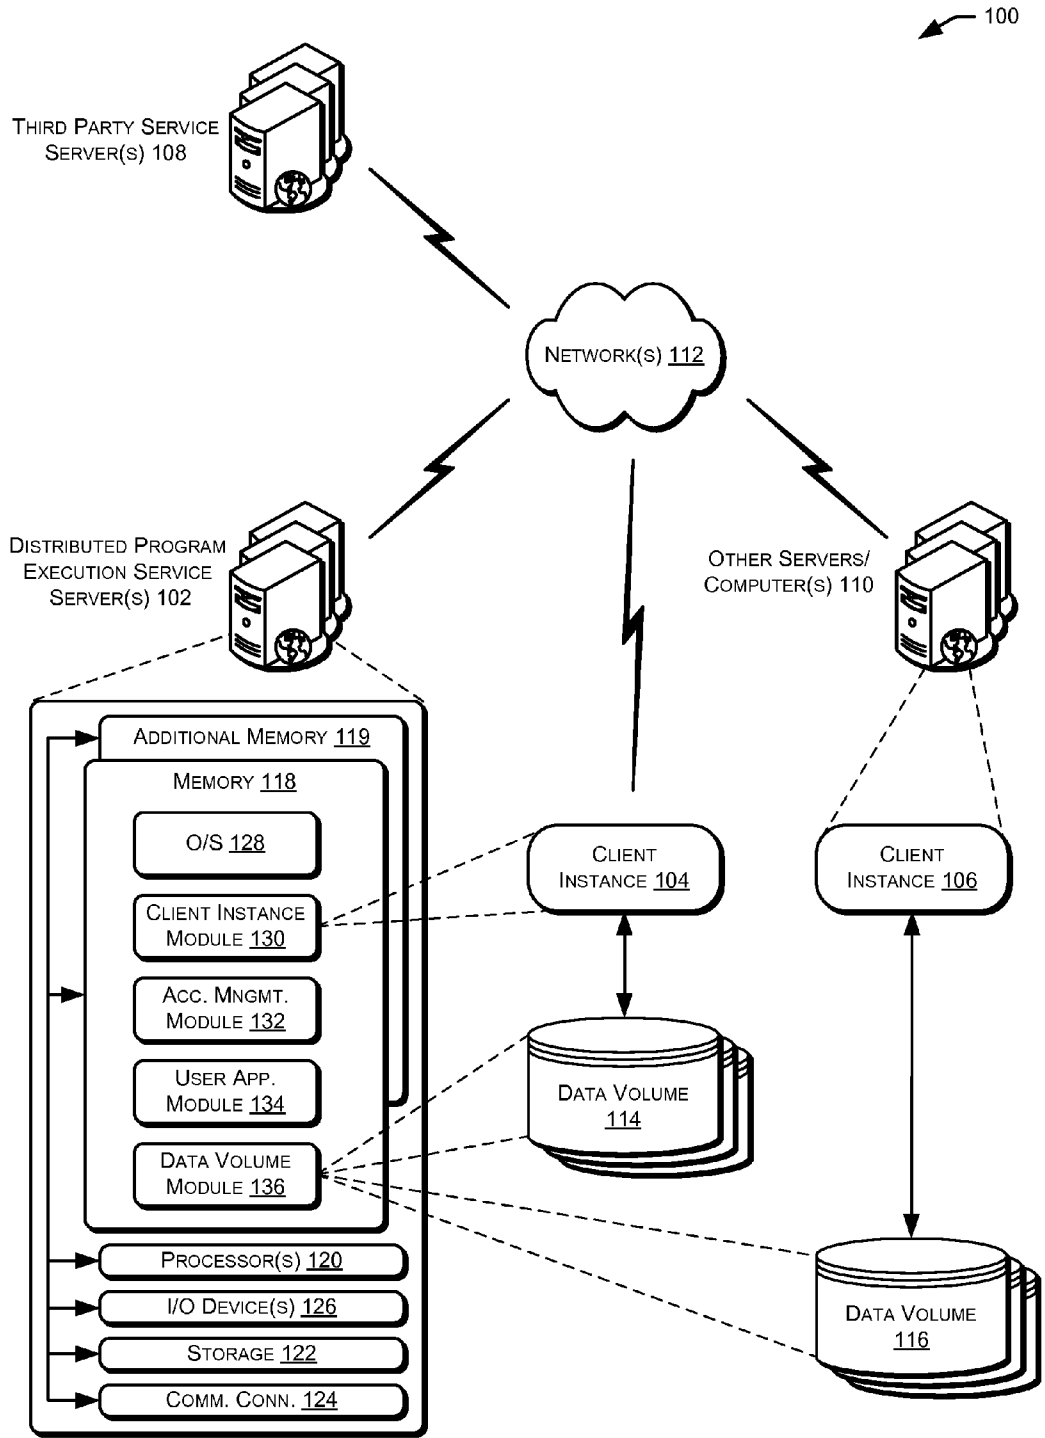 100
THIRD PARTY SERVICE
SERVER(S) 108
NETWORK(S) 112
DISTRIBUTED PROGRAM
EXECUTION SERVICE
SERVER(S) 102
OTHER SERVERS/
COMPUTER(S) 110
ADDITIONAL MEMORY 119
MEMORY 118
O/S 128
CLIENT INSTANCE
MODULE 130
ACC. MNGMT.
MODULE 132
USER APP.
MODULE 134
DATA VOLUME
MODULE 136
PROCESSOR(S) 120
I/O DEVICE(S) 126
STORAGE 122
COMM. CONN. 124
CLIENT
INSTANCE 104
CLIENT
INSTANCE 106
DATA VOLUME
114
DATA VOLUME
116